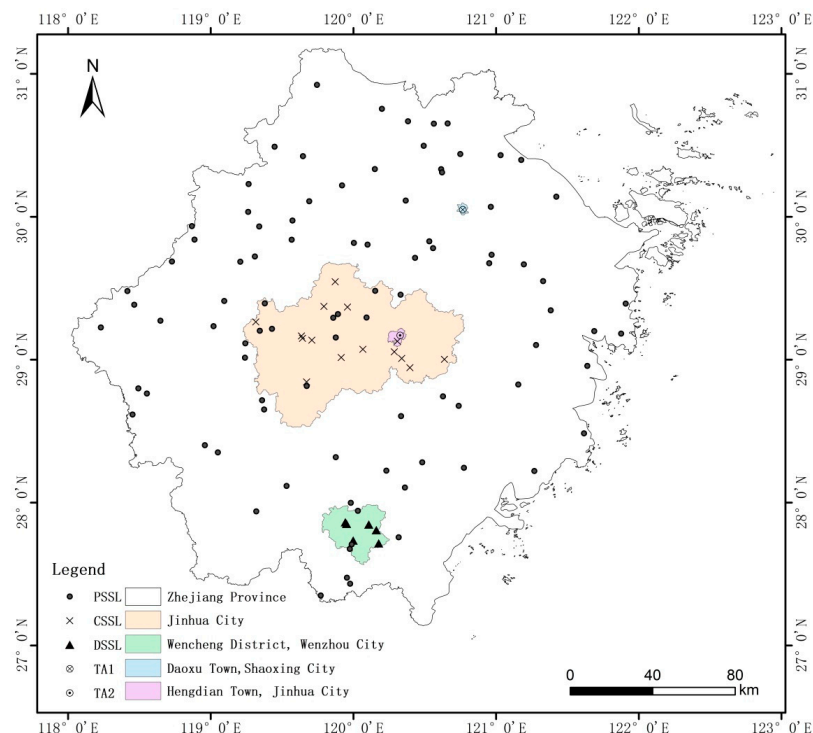 118° 0'E 119° 0'E 120° 0'E 121° 0'E 122° 0'E 123° 0'E
31° 0'N 31° 0'N
30° 0'N 30° 0'N
29° 0'N 29° 0'N
28° 0'N 28° 0'N
27° 0'N 27° 0'N
N
Legend
PSSL Zhejiang Province
CSSL Jinhua City
DSSL Wencheng District, Wenzhou City
TA1 Daoxu Town,Shaoxing City
TA2 Hengdian Town, Jinhua City
0 40 80
km
118° 0'E 119° 0'E 120° 0'E 121° 0'E 122° 0'E 123° 0'E